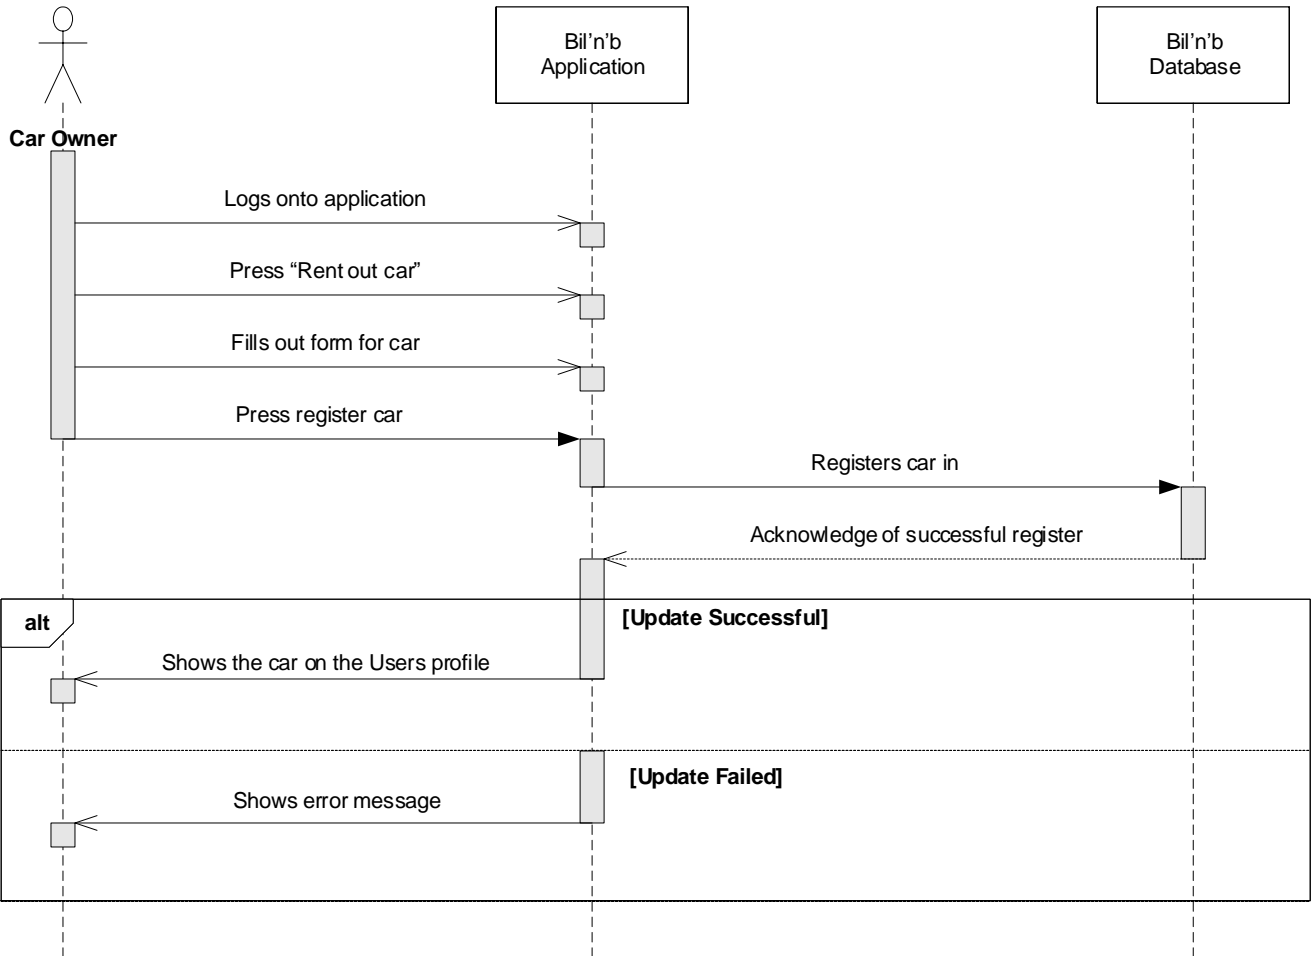 Bil’n’b
Application
Bil’n’b
Database
Car Owner
Logs onto application
Press “Rent out car”
Fills out form for car
Press register car
Registers car in
Acknowledge of successful register
alt
[Update Successful]
Shows the car on the Users profile
[Update Failed]
Shows error message